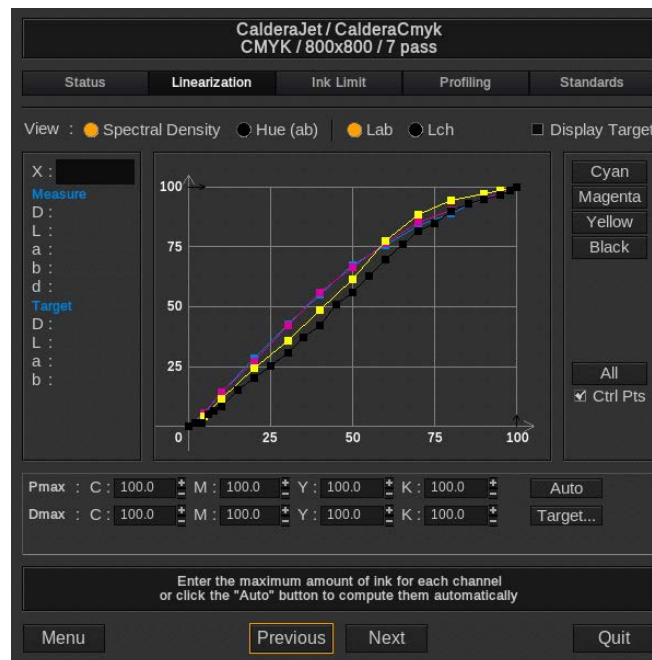 CalderaJet / CalderaCmyk
CMYK / 800x800 / 7 pass
Status Linearization Ink Limit Profiling Standards
View : Spectral Density Hue (ab) Lab Lch Display Target
X :
Measure
D :
L :
a :
b :
d :
Target
D :
L :
a :
b :
100
75
50
25
0 25 50 75 100
Cyan
Magenta
Yellow
Black
All
Ctrl Pts
Pmax : C : 100.0 M : 100.0 Y : 100.0 K : 100.0 Auto
Dmax : C : 100.0 M : 100.0 Y : 100.0 K : 100.0 Target...
Enter the maximum amount of ink for each channel
or click the "Auto" button to compute them automatically
Menu Previous Next Quit